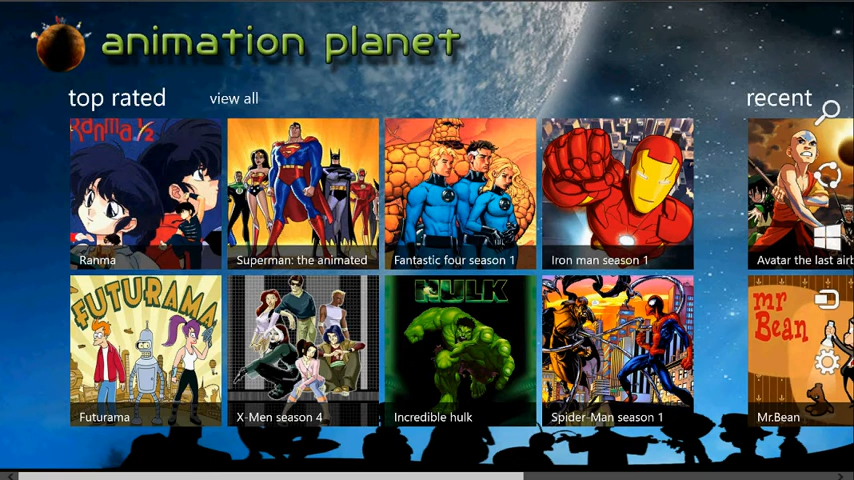 animation planet
top rated
view all
recent
Ranma ½
Ranma
Superman: the animated
Fantastic four season 1
Iron man season 1
Avatar the last airb
FUTURAMA
HULK
mr
Bean
Futurama
X-Men season 4
Incredible hulk
Spider-Man season 1
Mr.Bean